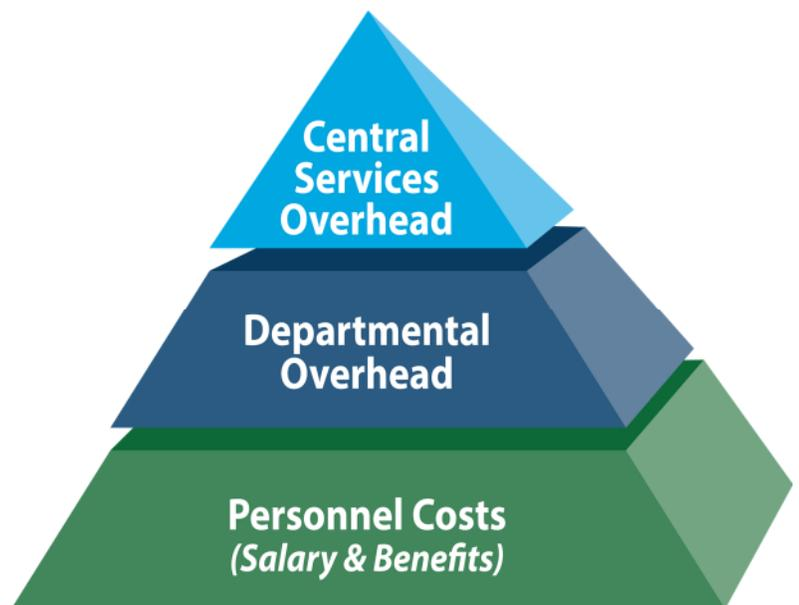 Central
Services
Overhead
Departmental
Overhead
Personnel Costs
(Salary & Benefits)